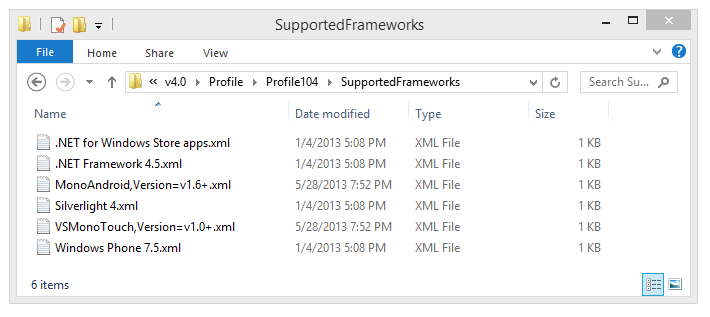 SupportedFrameworks
File Home Share View
« v4.0 Profile Profile104 SupportedFrameworks Search Su...
Name Date modified Type Size
.NET for Windows Store apps.xml 1/4/2013 5:08 PM XML File 1 KB
.NET Framework 4.5.xml 1/4/2013 5:08 PM XML File 1 KB
MonoAndroid,Version=v1.6+.xml 5/28/2013 7:52 PM XML File 1 KB
Silverlight 4.xml 1/4/2013 5:08 PM XML File 1 KB
VSMonoTouch,Version=v1.0+.xml 5/28/2013 7:52 PM XML File 1 KB
Windows Phone 7.5.xml 1/4/2013 5:08 PM XML File 1 KB
6 items